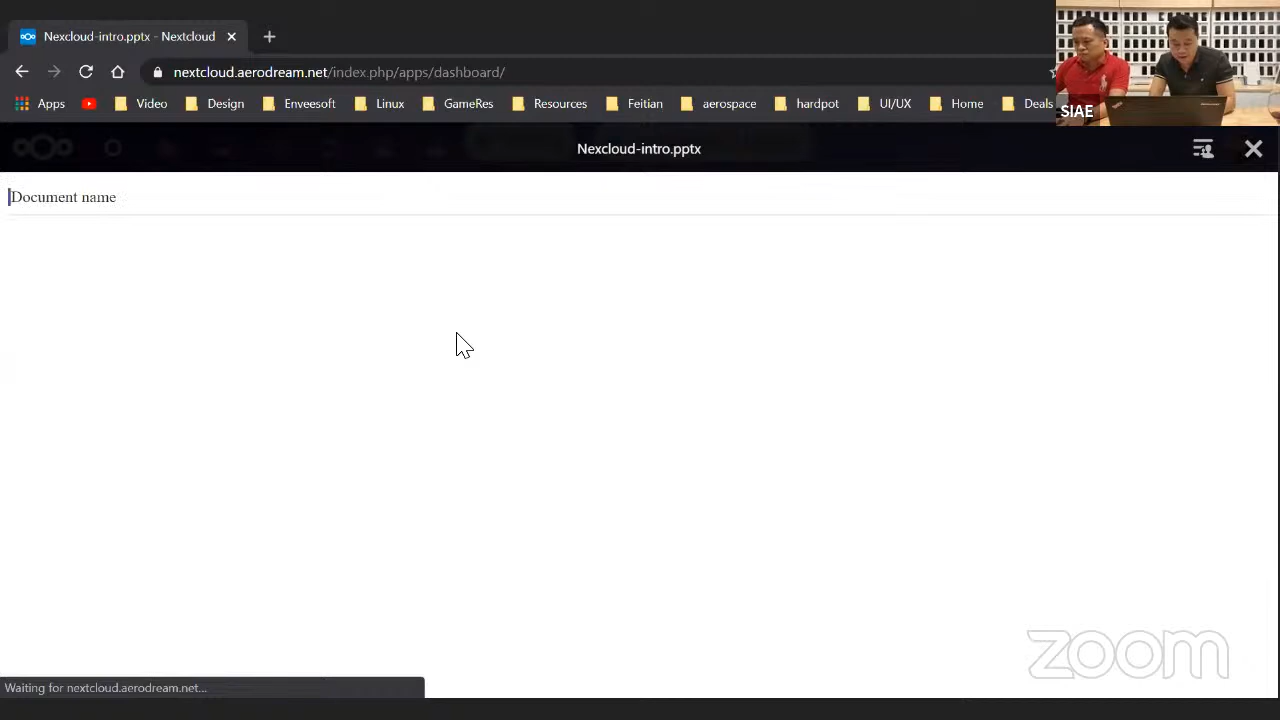 Nexcloud-intro.pptx - Nextcloud
nextcloud.aerodream.net/index.php/apps/dashboard/
Apps Video Design Enveesoft Linux GameRes Resources Feitian aerospace hardpot UI/UX Home Deals
SIAE
Nexcloud-intro.pptx
Document name
zoom
Waiting for nextcloud.aerodream.net...